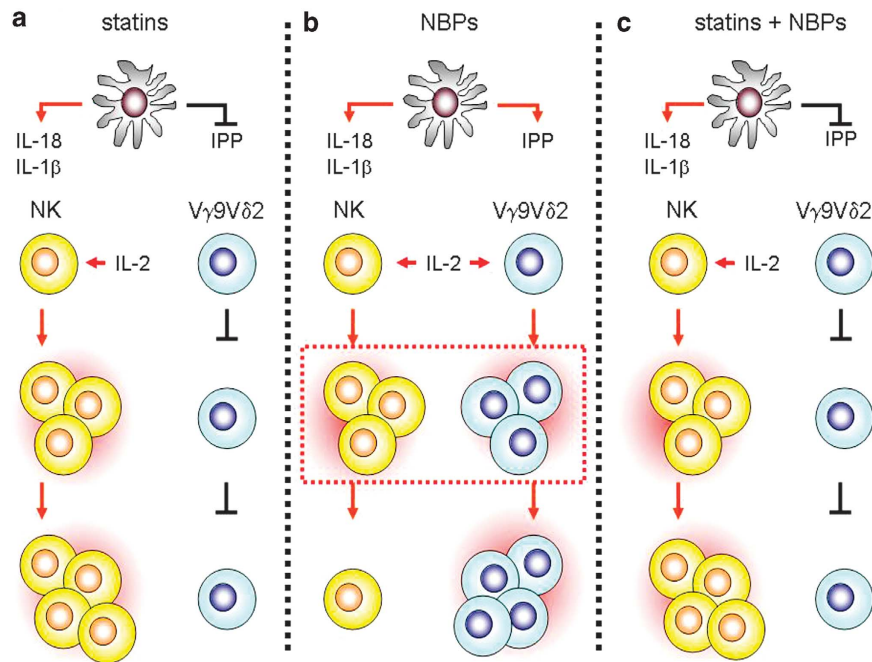 a statins
IL-18
IL-1β
IPP
NK
Vγ9Vδ2
IL-2
b NBPs
IL-18
IL-1β
IPP
NK
Vγ9Vδ2
IL-2
c statins + NBPs
IL-18
IL-1β
IPP
NK
Vγ9Vδ2
IL-2